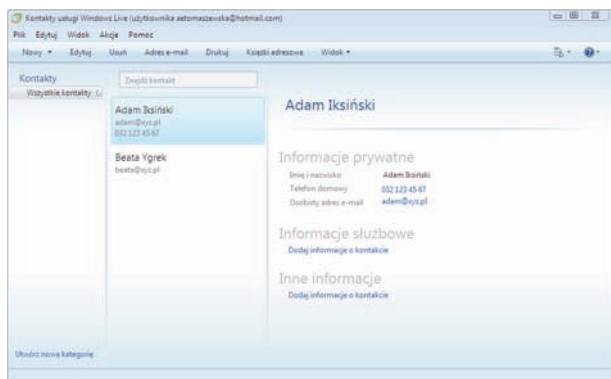 Kontakty usługi Windows Live (użytkownika aetomaszewska@hotmail.com)
Plik Edytuj Widok Akcje Pomoc
Nowy Edytuj Usuń Adres e-mail Drukuj Książki adresowe Widok
Kontakty
Wszystkie kontakty
Znajdź kontakt
Adam Iksiński
adam@xyz.pl
032 123 45 67
Beata Ygrek
beata@xyz.pl
Adam Iksiński
Informacje prywatne
Imię i nazwisko Adam Iksiński
Telefon domowy 032 123 45 67
Osobisty adres e-mail adam@xyz.pl
Informacje służbowe
Dodaj informacje o kontakcie
Inne informacje
Dodaj informacje o kontakcie
Utwórz nową kategorię